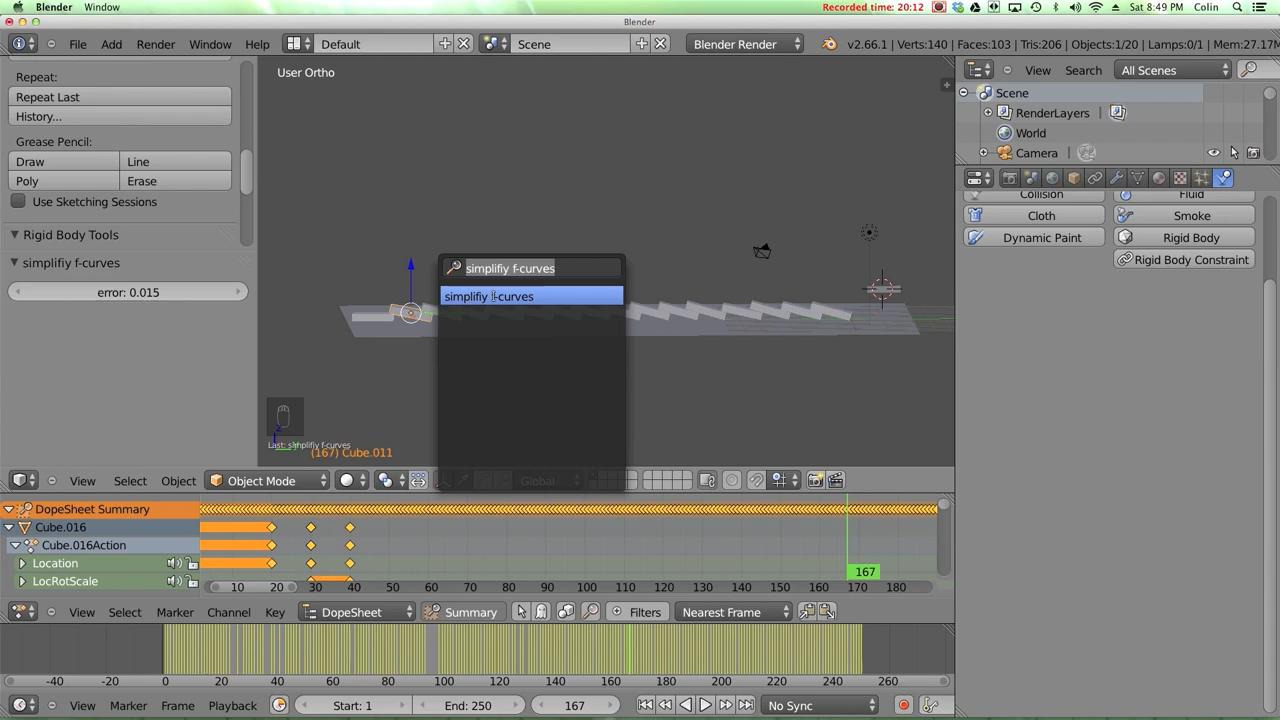 Blender Window Recorded time: 20:12 Sat 8:49 PM Colin
Blender
File Add Render Window Help Default Scene Blender Render v2.66.1 | Verts:140 | Faces:103 | Tris:206 | Objects:1/20 | Lamps:0/1 | Mem:27.17M
Repeat:
Repeat Last
History...
Grease Pencil:
Draw Line
Poly Erase
Use Sketching Sessions
Rigid Body Tools
simplifiy f-curves
error: 0.015
User Ortho
simplifiy f-curves
simplifiy f-curves
Last: simplifiy f-curves
(167) Cube.011
View Search All Scenes
Scene
RenderLayers
World
Camera
Collision Fluid
Cloth Smoke
Dynamic Paint Rigid Body
Rigid Body Constraint
View Select Object Object Mode Global
DopeSheet Summary
Cube.016
Cube.016Action
Location
LocRotScale
167
10 20 30 40 50 60 70 80 90 100 110 120 130 140 150 160 170 180
View Select Marker Channel Key DopeSheet Summary Filters Nearest Frame
-40 -20 0 20 40 60 80 100 120 140 160 180 200 220 240 260
View Marker Frame Playback Start: 1 End: 250 167 No Sync